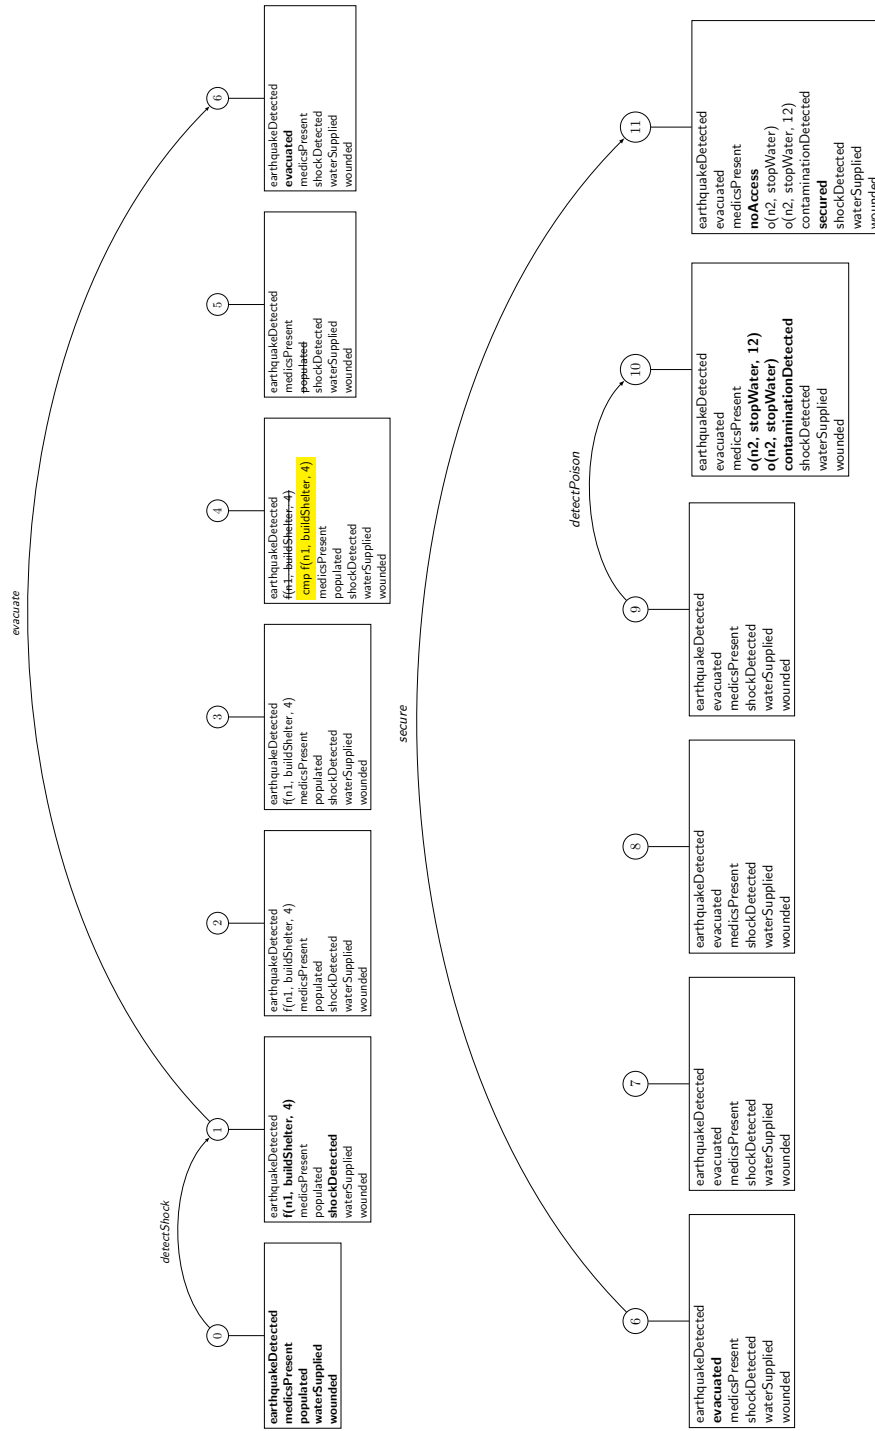 evacuate
detectShock
0
1
2
3
4
5
6
earthquakeDetected
medicsPresent
populated
waterSupplied
wounded
earthquakeDetected
f(n1, buildShelter, 4)
medicsPresent
populated
shockDetected
waterSupplied
wounded
earthquakeDetected
f(n1, buildShelter, 4)
medicsPresent
populated
shockDetected
waterSupplied
wounded
earthquakeDetected
f(n1, buildShelter, 4)
medicsPresent
populated
shockDetected
waterSupplied
wounded
earthquakeDetected
f(n1, buildShelter, 4)
cmp f(n1, buildShelter, 4)
medicsPresent
populated
shockDetected
waterSupplied
wounded
earthquakeDetected
medicsPresent
populated
shockDetected
waterSupplied
wounded
earthquakeDetected
evacuated
medicsPresent
shockDetected
waterSupplied
wounded
secure
detectPoison
6
7
8
9
10
11
earthquakeDetected
evacuated
medicsPresent
shockDetected
waterSupplied
wounded
earthquakeDetected
evacuated
medicsPresent
shockDetected
waterSupplied
wounded
earthquakeDetected
evacuated
medicsPresent
shockDetected
waterSupplied
wounded
earthquakeDetected
evacuated
medicsPresent
shockDetected
waterSupplied
wounded
earthquakeDetected
evacuated
medicsPresent
o(n2, stopWater, 12)
o(n2, stopWater)
contaminationDetected
shockDetected
waterSupplied
wounded
earthquakeDetected
evacuated
medicsPresent
noAccess
o(n2, stopWater)
o(n2, stopWater, 12)
contaminationDetected
secured
shockDetected
waterSupplied
wounded